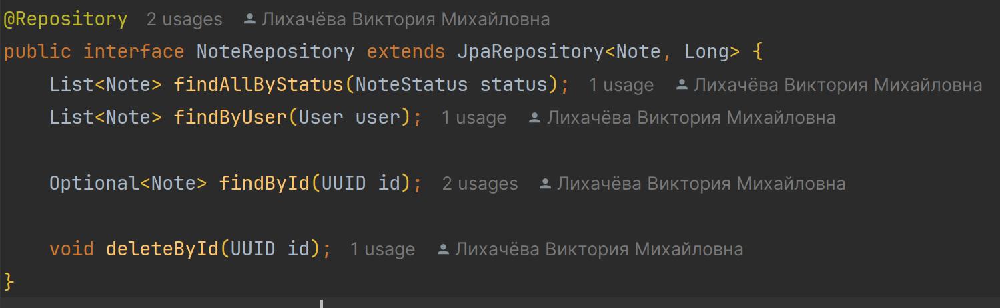 @Repository 2 usages Лихачёва Виктория Михайловна
public interface NoteRepository extends JpaRepository<Note, Long> {
List<Note> findAllByStatus(NoteStatus status); 1 usage Лихачёва Виктория Михайловна
List<Note> findByUser(User user); 1 usage Лихачёва Виктория Михайловна
Optional<Note> findById(UUID id); 2 usages Лихачёва Виктория Михайловна
void deleteById(UUID id); 1 usage Лихачёва Виктория Михайловна
}